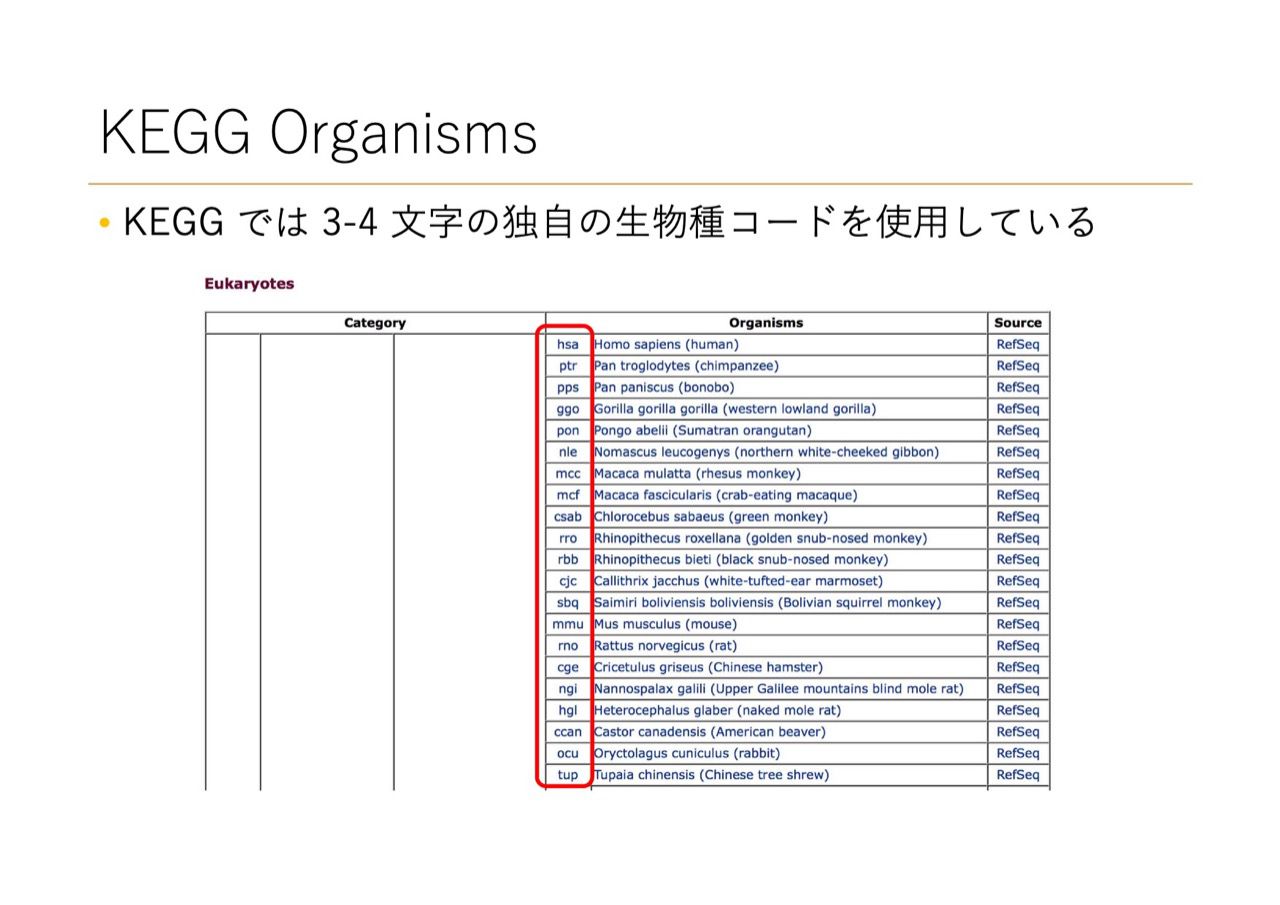 KEGG Organisms
• KEGG では 3-4 文字の独自の生物種コードを使用している
Eukaryotes
Category Organisms Source
hsa Homo sapiens (human) RefSeq
ptr Pan troglodytes (chimpanzee) RefSeq
pps Pan paniscus (bonobo) RefSeq
ggo Gorilla gorilla gorilla (western lowland gorilla) RefSeq
pon Pongo abelii (Sumatran orangutan) RefSeq
nle Nomascus leucogenys (northern white-cheeked gibbon) RefSeq
mcc Macaca mulatta (rhesus monkey) RefSeq
mcf Macaca fascicularis (crab-eating macaque) RefSeq
csab Chlorocebus sabaeus (green monkey) RefSeq
rro Rhinopithecus roxellana (golden snub-nosed monkey) RefSeq
rbb Rhinopithecus bieti (black snub-nosed monkey) RefSeq
cjc Callithrix jacchus (white-tufted-ear marmoset) RefSeq
sbq Saimiri boliviensis boliviensis (Bolivian squirrel monkey) RefSeq
mmu Mus musculus (mouse) RefSeq
rno Rattus norvegicus (rat) RefSeq
cge Cricetulus griseus (Chinese hamster) RefSeq
ngi Nannospalax galili (Upper Galilee mountains blind mole rat) RefSeq
hgl Heterocephalus glaber (naked mole rat) RefSeq
ccan Castor canadensis (American beaver) RefSeq
ocu Oryctolagus cuniculus (rabbit) RefSeq
tup Tupaia chinensis (Chinese tree shrew) RefSeq